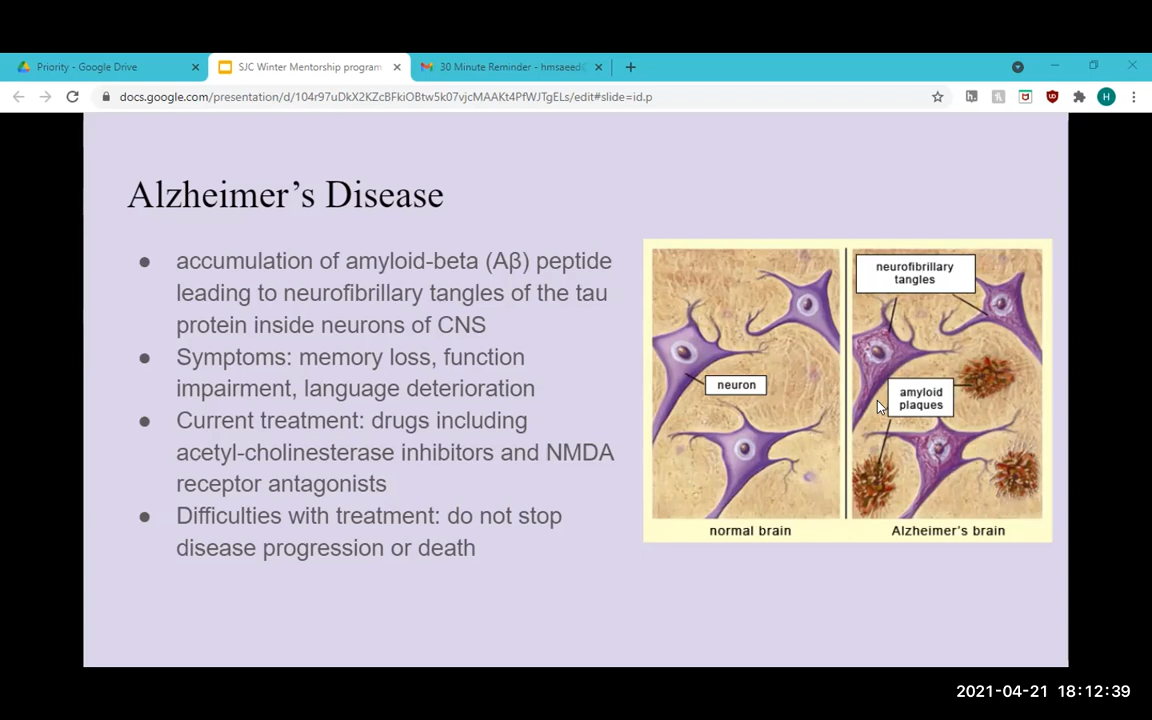 Priority - Google Drive
SJC Winter Mentorship program
30 Minute Reminder - hmsaeed
docs.google.com/presentation/d/104r97uDkX2KZcBFkiOBtw5k07vjcMAAKt4PfWJTgELs/edit#slide=id.p
Alzheimer's Disease
● accumulation of amyloid-beta (Aβ) peptide
leading to neurofibrillary tangles of the tau
protein inside neurons of CNS
● Symptoms: memory loss, function
impairment, language deterioration
● Current treatment: drugs including
acetyl-cholinesterase inhibitors and NMDA
receptor antagonists
● Difficulties with treatment: do not stop
disease progression or death
neuron
normal brain
neurofibrillary
tangles
amyloid
plaques
Alzheimer's brain
2021-04-21 18:12:39